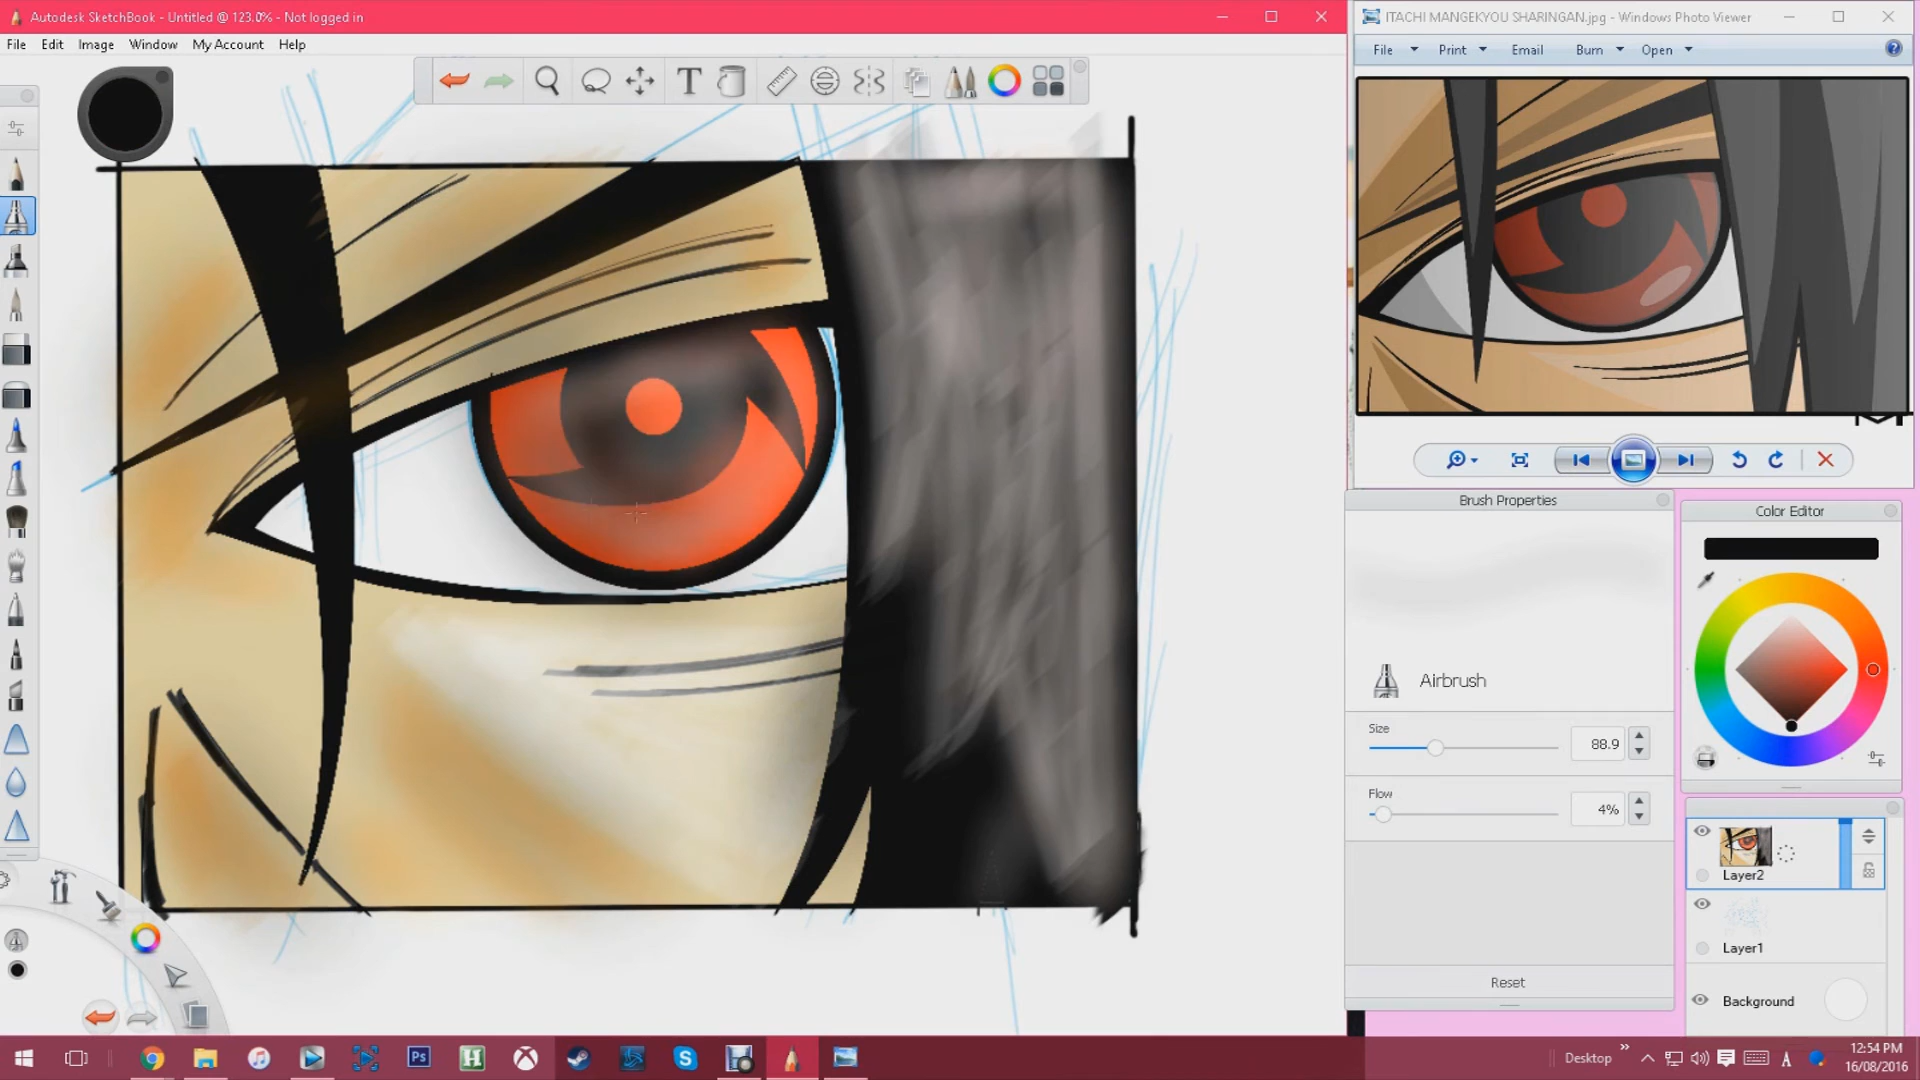 Autodesk SketchBook - Untitled @ 123.0% - Not logged in
File Edit Image Window My Account Help
T
ITACHI MANGEKYOU SHARINGAN.jpg - Windows Photo Viewer
File Print Email Burn Open
Brush Properties
Airbrush
Size
88.9
Flow
4%
Reset
Color Editor
Layer2
Layer1
Background
Ps
H
S
Desktop
12:54 PM
16/08/2016